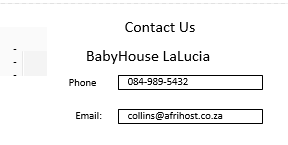 Contact Us
BabyHouse LaLucia
Phone 084-989-5432
Email: collins@afrihost.co.za